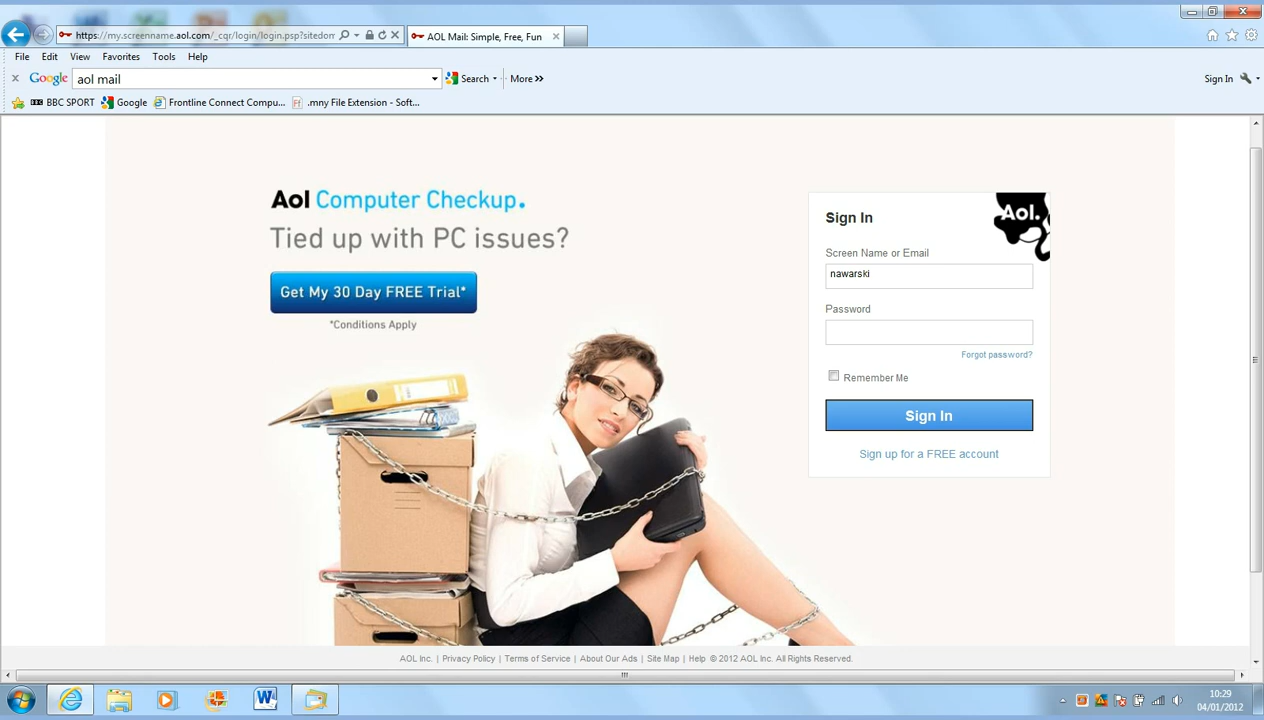 https://my.screenname.aol.com/_cqr/login/login.psp?sitedom
AOL Mail: Simple, Free, Fun
File Edit View Favorites Tools Help
Google aol mail Search More »
Sign In
BBC SPORT Google Frontline Connect Compu... .mny File Extension - Soft...
Aol Computer Checkup.
Tied up with PC issues?
Get My 30 Day FREE Trial*
*Conditions Apply
Sign In
Aol.
Screen Name or Email
nawarski
Password
Forgot password?
Remember Me
Sign In
Sign up for a FREE account
AOL Inc. | Privacy Policy | Terms of Service | About Our Ads | Site Map | Help © 2012 AOL Inc. All Rights Reserved.
10:29
04/01/2012